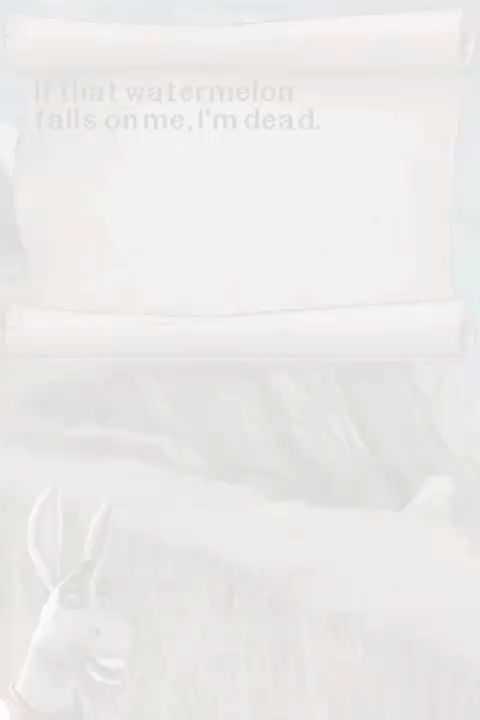 If that watermelon
falls on me, I'm dead.